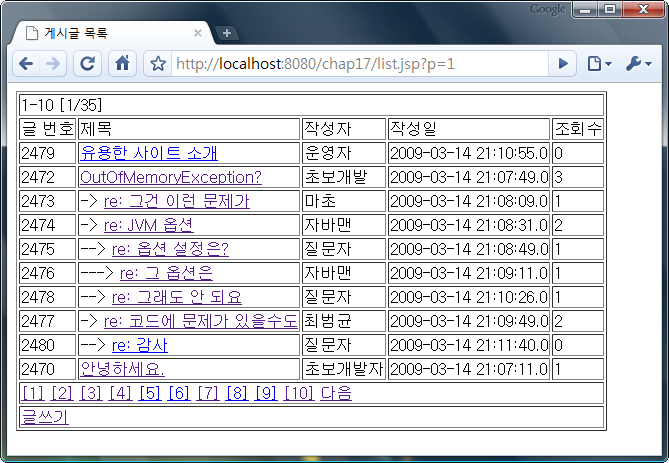 Google
게시글 목록
http://localhost:8080/chap17/list.jsp?p=1
1-10 [1/35]
글 번호 제목 작성자 작성일 조회수
2479 유용한 사이트 소개 운영자 2009-03-14 21:10:55.0 0
2472 OutOfMemoryException? 초보개발 2009-03-14 21:07:49.0 3
2473 -> re: 그건 이런 문제가 마초 2009-03-14 21:08:09.0 1
2474 -> re: JVM 옵션 자바맨 2009-03-14 21:08:31.0 2
2475 --> re: 옵션 설정은? 질문자 2009-03-14 21:08:49.0 1
2476 ---> re: 그 옵션은 자바맨 2009-03-14 21:09:11.0 1
2478 --> re: 그래도 안 되요 질문자 2009-03-14 21:10:26.0 1
2477 -> re: 코드에 문제가 있을수도 최범균 2009-03-14 21:09:49.0 2
2480 --> re: 감사 질문자 2009-03-14 21:11:40.0 0
2470 안녕하세요. 초보개발자 2009-03-14 21:07:11.0 1
[1] [2] [3] [4] [5] [6] [7] [8] [9] [10] 다음
글쓰기